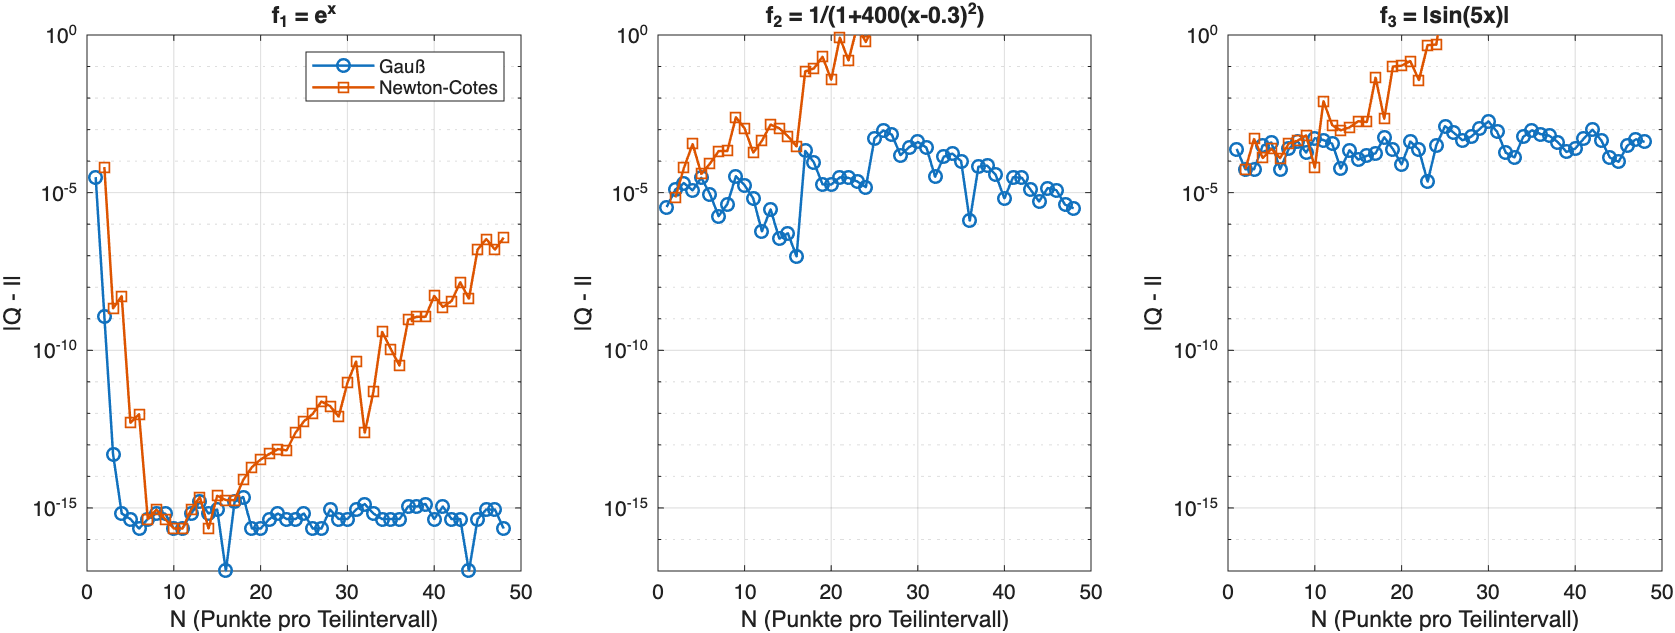 f₁ = eˣ
|Q - I|
10⁰
10⁻⁵
10⁻¹⁰
10⁻¹⁵
Gauß
Newton-Cotes
0 10 20 30 40 50
N (Punkte pro Teilintervall)
f₂ = 1/(1+400(x-0.3)²)
|Q - I|
10⁰
10⁻⁵
10⁻¹⁰
10⁻¹⁵
0 10 20 30 40 50
N (Punkte pro Teilintervall)
f₃ = |sin(5x)|
|Q - I|
10⁰
10⁻⁵
10⁻¹⁰
10⁻¹⁵
0 10 20 30 40 50
N (Punkte pro Teilintervall)